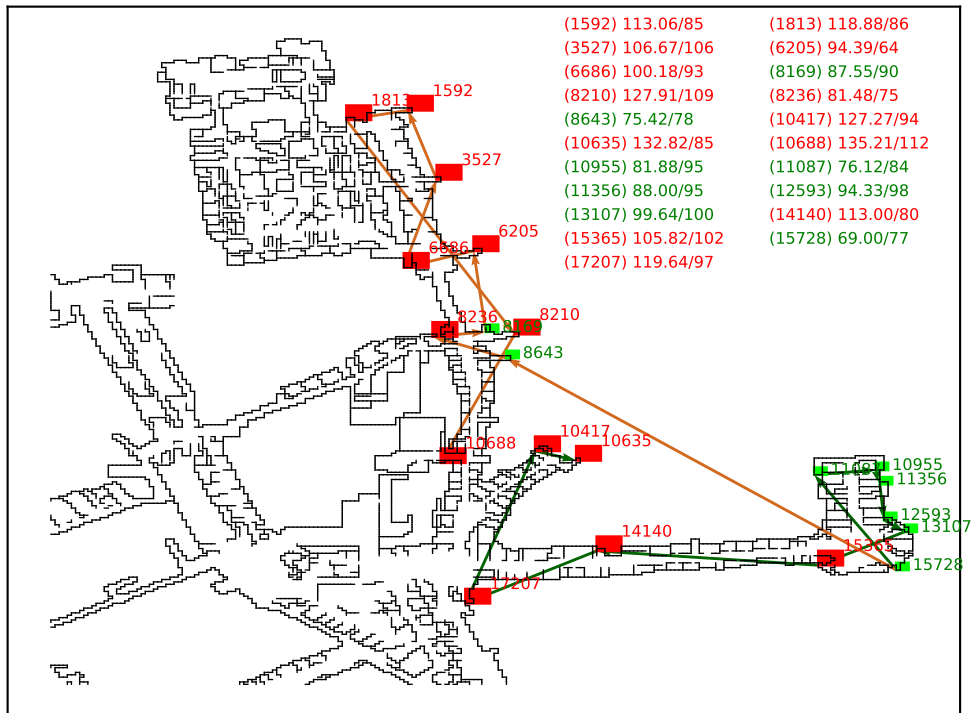 (1592) 113.06/85 (1813) 118.88/86
(3527) 106.67/106 (6205) 94.39/64
(6686) 100.18/93 (8169) 87.55/90
(8210) 127.91/109 (8236) 81.48/75
(8643) 75.42/78 (10417) 127.27/94
(10635) 132.82/85 (10688) 135.21/112
(10955) 81.88/95 (11087) 76.12/84
(11356) 88.00/95 (12593) 94.33/98
(13107) 99.64/100 (14140) 113.00/80
(15365) 105.82/102 (15728) 69.00/77
(17207) 119.64/97
1592
1813
3527
6205
6686
8236
8169
8210
8643
10417
10688
10635
11087
10955
11356
12593
13107
14140
15365
15728
17207